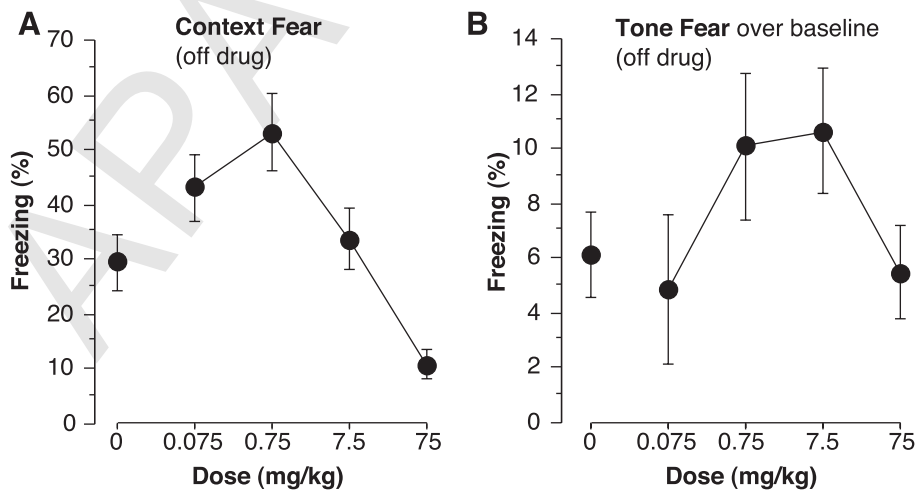 A
Context Fear
(off drug)
70
60
50
40
30
20
10
0
Freezing (%)
0 0.075 0.75 7.5 75
Dose (mg/kg)
APA
B
Tone Fear over baseline
(off drug)
14
12
10
8
6
4
2
0
Freezing (%)
0 0.075 0.75 7.5 75
Dose (mg/kg)